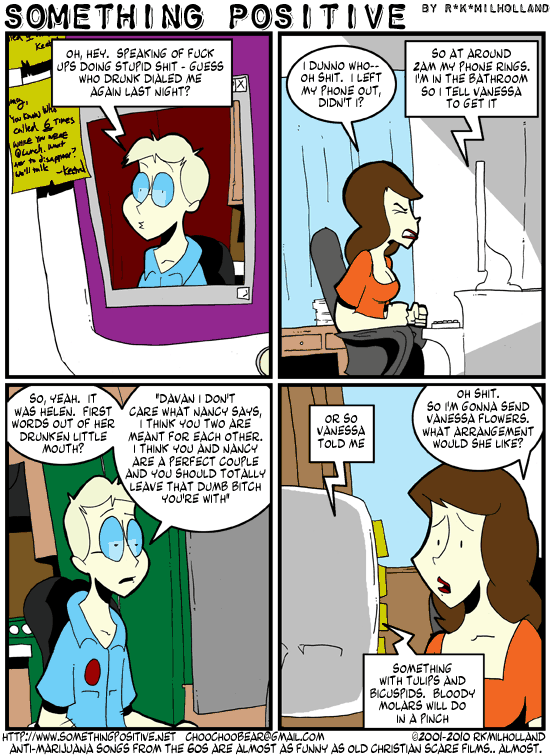 SOMETHING POSITIVE
BY R*K*MILHOLLAND
Kestrel
OH, HEY. SPEAKING OF FUCK
UPS DOING STUPID SHIT - GUESS
WHO DRUNK DIALED ME
AGAIN LAST NIGHT?
You Know Who
called 6 times
while you were
@Lunch. Want
her to disappear?
We'll talk
-Kestrel
I DUNNO WHO--
OH SHIT. I LEFT
MY PHONE OUT,
DIDN'T I?
SO AT AROUND
2AM MY PHONE RINGS.
I'M IN THE BATHROOM
SO I TELL VANESSA
TO GET IT
SO, YEAH. IT
WAS HELEN. FIRST
WORDS OUT OF HER
DRUNKEN LITTLE
MOUTH?
"DAVAN I DON'T
CARE WHAT NANCY SAYS,
I THINK YOU TWO ARE
MEANT FOR EACH OTHER.
I THINK YOU AND NANCY
ARE A PERFECT COUPLE
AND YOU SHOULD TOTALLY
LEAVE THAT DUMB BITCH
YOU'RE WITH"
OR SO
VANESSA
TOLD ME
OH SHIT.
SO I'M GONNA SEND
VANESSA FLOWERS.
WHAT ARRANGEMENT
WOULD SHE LIKE?
SOMETHING
WITH TULIPS AND
BICUSPIDS. BLOODY
MOLARS WILL DO
IN A PINCH
HTTP://WWW.SOMETHINGPOSITIVE.NET CHOOCHOOBEAR@GMAIL.COM ©2001-2010 RKMILHOLLAND
ANTI-MARIJUANA SONGS FROM THE 60S ARE ALMOST AS FUNNY AS OLD CHRISTIAN SCARE FILMS.. ALMOST.